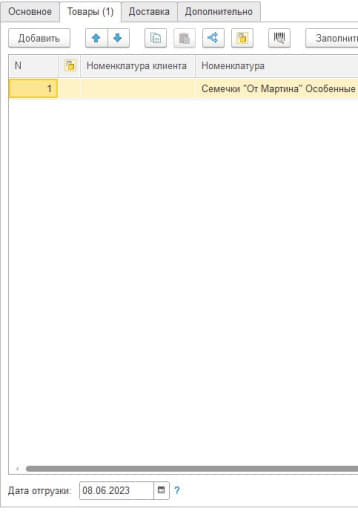 Основное Товары (1) Доставка Дополнительно
Добавить Заполнить
N Номенклатура клиента Номенклатура
1 Семечки "От Мартина" Особенные
Дата отгрузки: 08.06.2023 ?